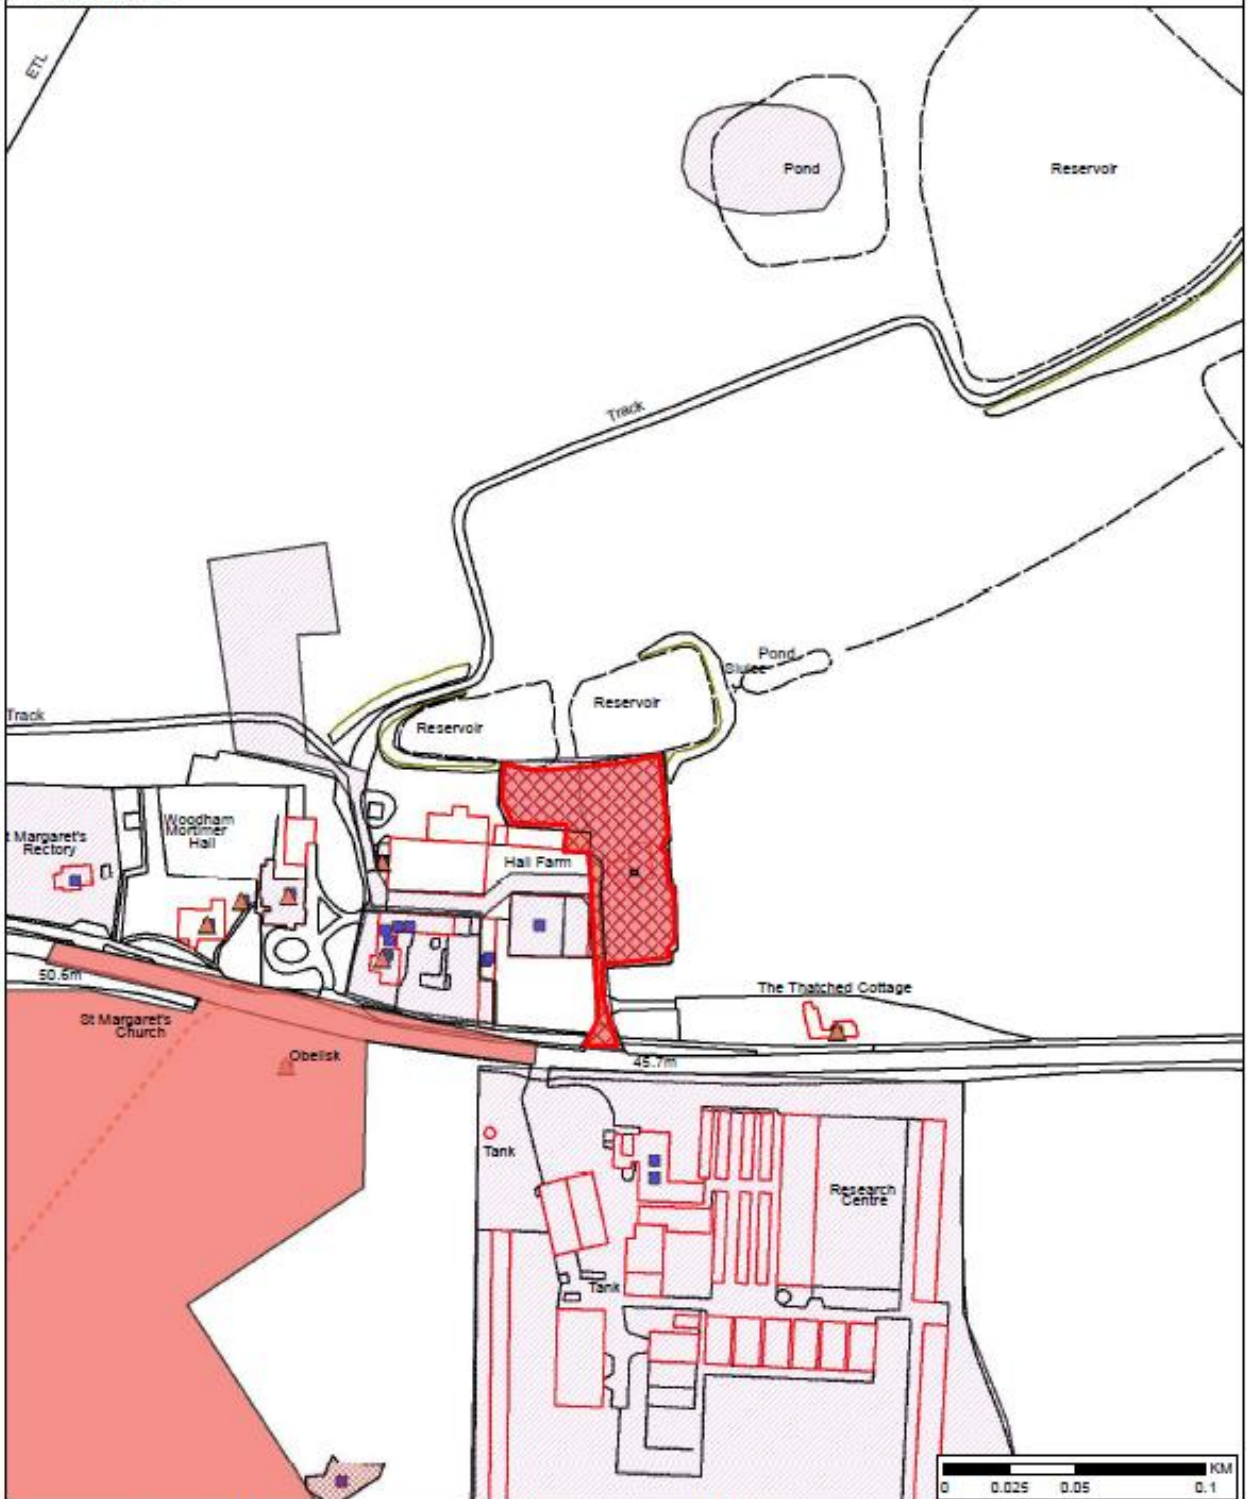 ETL
Pond
Reservoir
Track
Pond
Sluice
Reservoir
Reservoir
Track
Woodham
Mortimer
Hall
t Margaret's
Rectory
Hall Farm
50.6m
The Thatched Cottage
St Margaret's
Church
Obelisk
45.7m
Tank
Research
Centre
Tank
KM
0 0.025 0.05 0.1